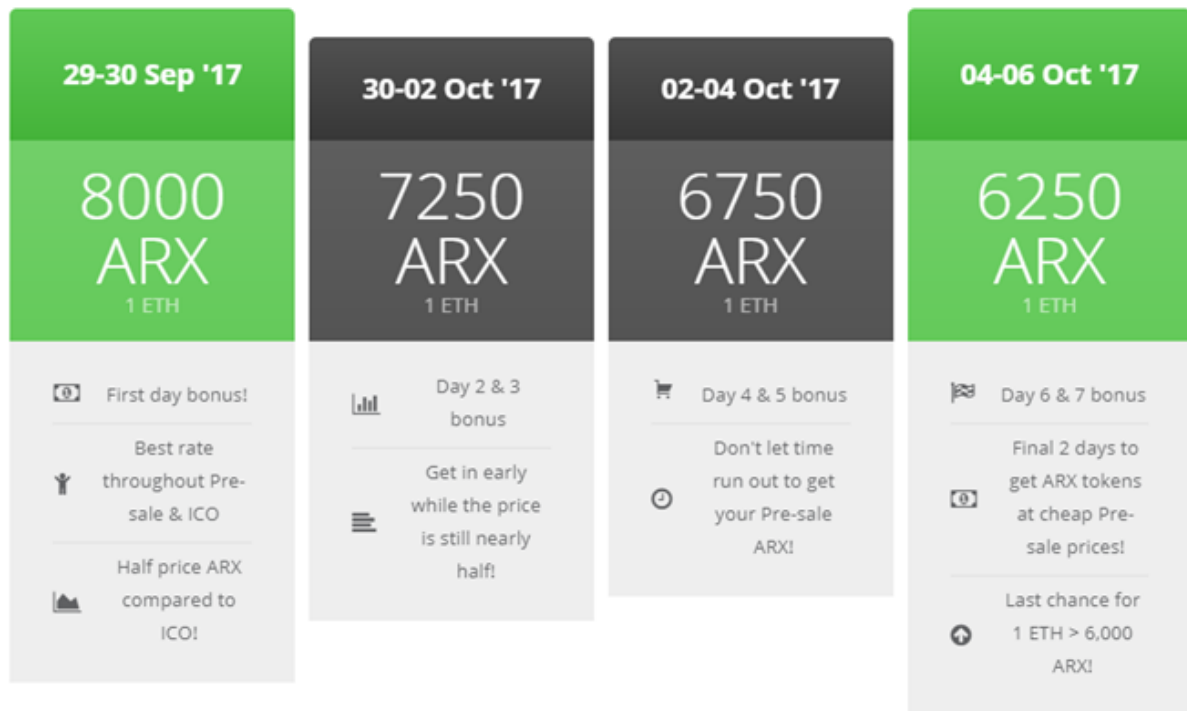 29-30 Sep '17
8000
ARX
1 ETH
First day bonus!
Best rate
throughout Pre-
sale & ICO
Half price ARX
compared to
ICO!
30-02 Oct '17
7250
ARX
1 ETH
Day 2 & 3
bonus
Get in early
while the price
is still nearly
half!
02-04 Oct '17
6750
ARX
1 ETH
Day 4 & 5 bonus
Don't let time
run out to get
your Pre-sale
ARX!
04-06 Oct '17
6250
ARX
1 ETH
Day 6 & 7 bonus
Final 2 days to
get ARX tokens
at cheap Pre-
sale prices!
Last chance for
1 ETH > 6,000
ARX!